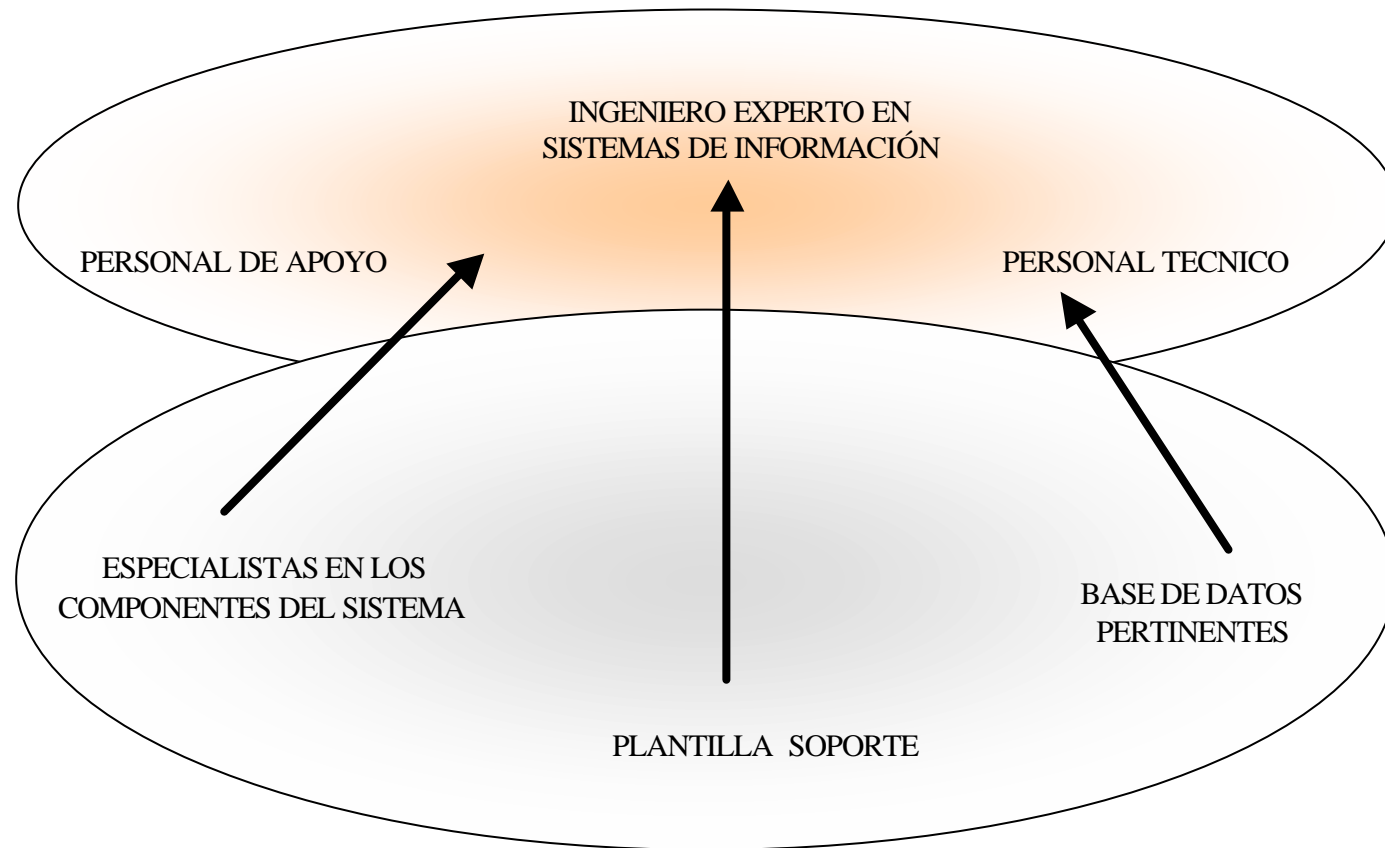 INGENIERO EXPERTO EN
SISTEMAS DE INFORMACIÓN
PERSONAL DE APOYO
PERSONAL TECNICO
ESPECIALISTAS EN LOS
COMPONENTES DEL SISTEMA
BASE DE DATOS
PERTINENTES
PLANTILLA SOPORTE